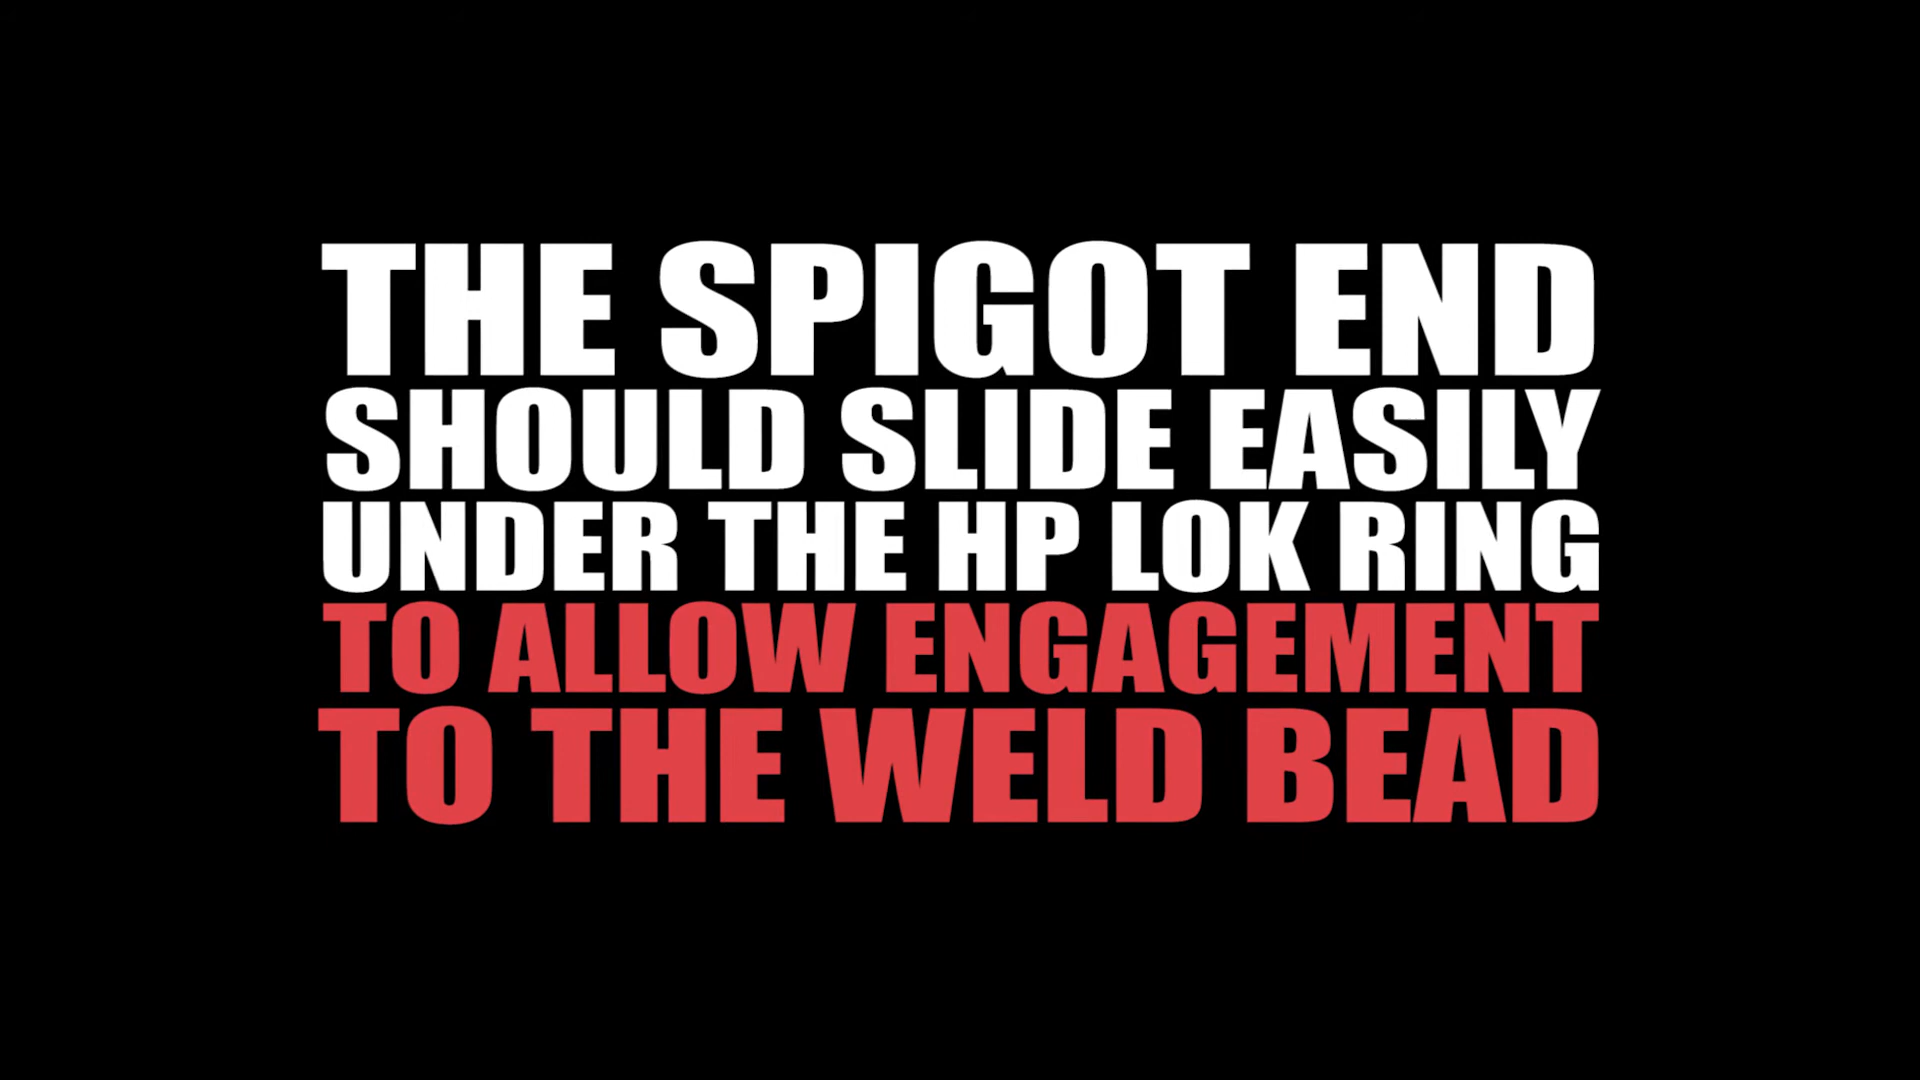 THE SPIGOT END
SHOULD SLIDE EASILY
UNDER THE HP LOK RING
TO ALLOW ENGAGEMENT
TO THE WELD BEAD